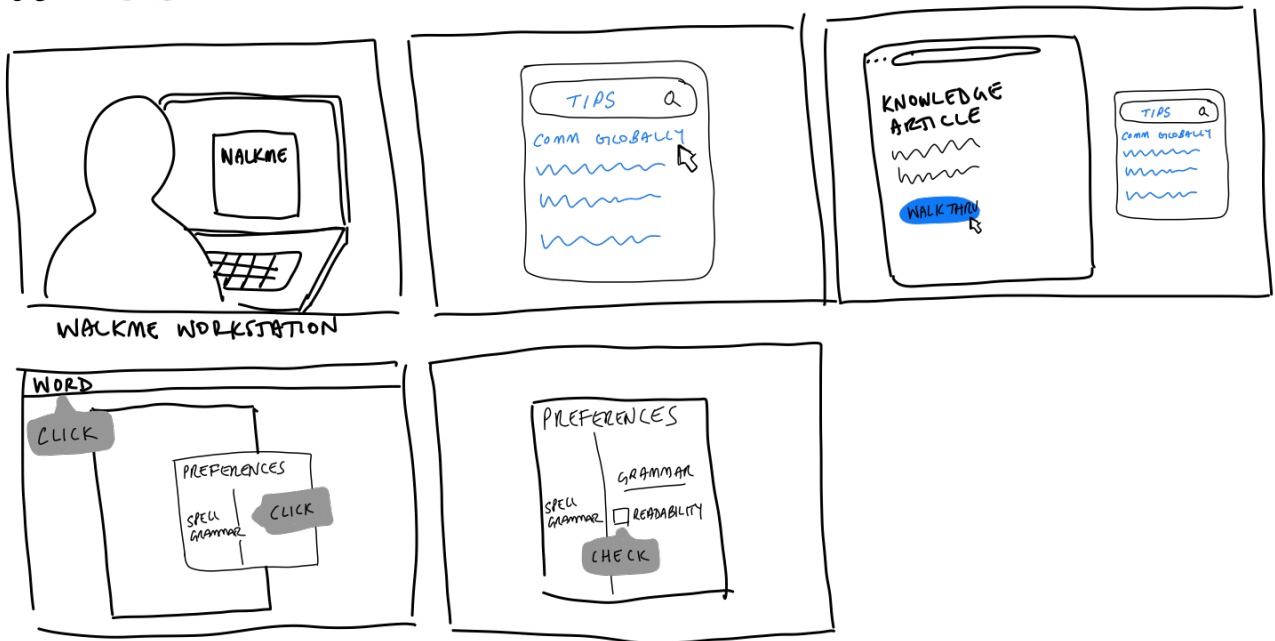 WALKME
WALKME WORKSTATION
TIPS
COMM GLOBALLY
KNOWLEDGE
ARTICLE
WALK THRU
TIPS
COMM GLOBALLY
WORD
CLICK
PREFERENCES
SPELL
GRAMMAR
CLICK
PREFERENCES
GRAMMAR
SPELL
GRAMMAR
READABILITY
CHECK